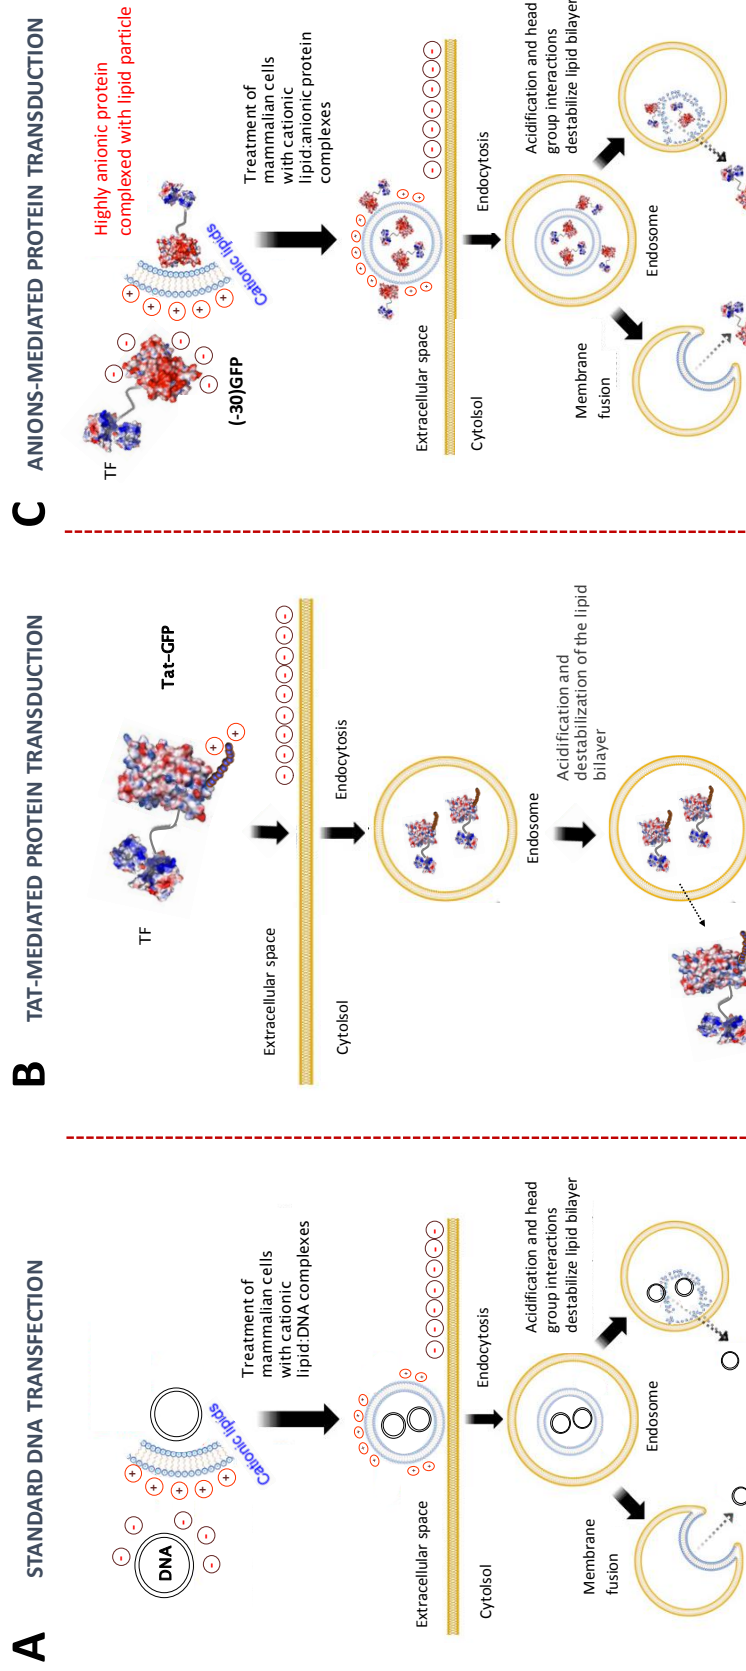 A
STANDARD DNA TRANSFECTION
DNA
-
-
-
-
-
+
+
+
+
+
Cationic lipids
Treatment of
mammalian cells
with cationic
lipid:DNA complexes
+
+
+
+
+
+
+
+
+
-
-
-
-
-
-
-
Extracellular space
Cytolsol
Endocytosis
Endosome
Acidification and head
group interactions
destabilize lipid bilayer
Membrane
fusion
B
TAT-MEDIATED PROTEIN TRANSDUCTION
TF
Tat–GFP
+
+
-
-
-
-
-
-
-
-
-
Extracellular space
Cytolsol
Endocytosis
Endosome
Acidification and
destabilization of the lipid
bilayer
C
ANIONS-MEDIATED PROTEIN TRANSDUCTION
TF
(-30)GFP
-
-
-
-
-
+
+
+
+
+
Cationic lipids
Highly anionic protein
complexed with lipid particle
Treatment of
mammalian cells
with cationic
lipid:anionic protein
complexes
+
+
+
+
+
+
+
+
+
-
-
-
-
-
-
-
Extracellular space
Cytolsol
Endocytosis
Endosome
Acidification and head
group interactions
destabilize lipid bilayer
Membrane
fusion